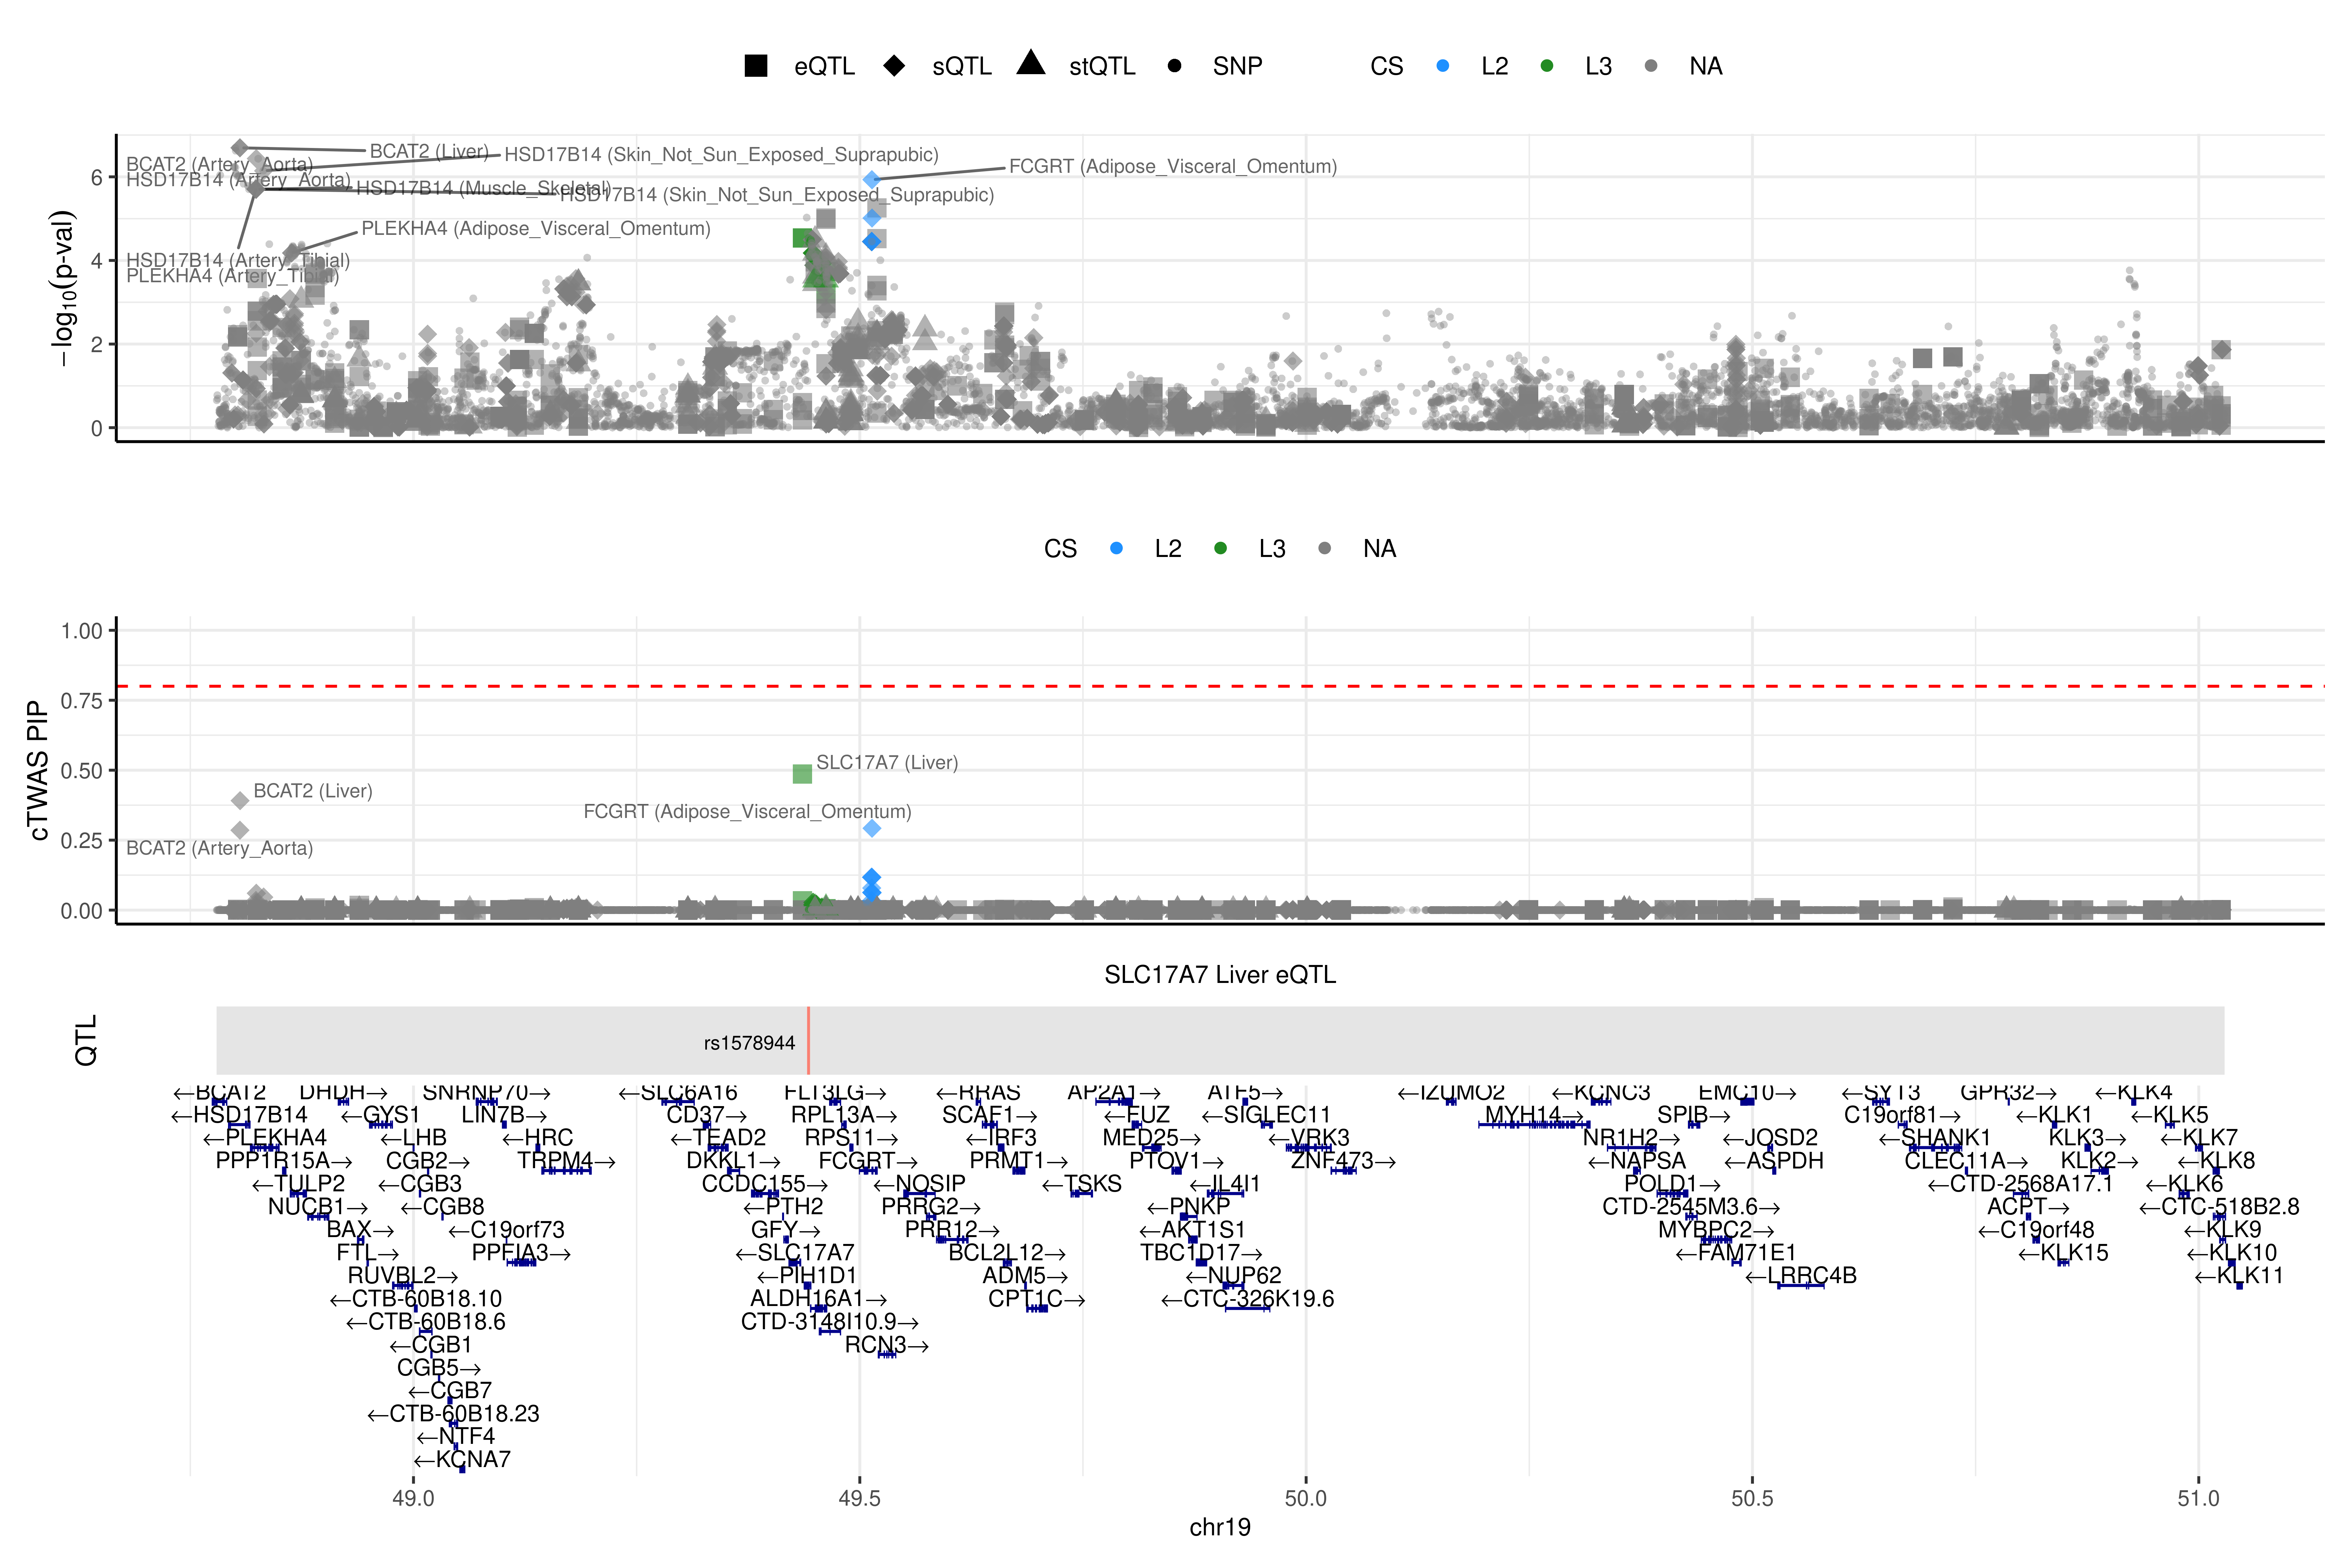 eQTL sQTL stQTL SNP CS L2 L3 NA
BCAT2 (Liver)
HSD17B14 (Skin_Not_Sun_Exposed_Suprapubic)
BCAT2 (Artery_Aorta)
FCGRT (Adipose_Visceral_Omentum)
HSD17B14 (Artery_Aorta)
HSD17B14 (Muscle_Skeletal)
HSD17B14 (Skin_Not_Sun_Exposed_Suprapubic)
PLEKHA4 (Adipose_Visceral_Omentum)
HSD17B14 (Artery_Tibial)
PLEKHA4 (Artery_Tibial)
6
4
2
0
−log10(p-val)
CS L2 L3 NA
1.00
0.75
0.50
0.25
0.00
cTWAS PIP
SLC17A7 (Liver)
BCAT2 (Liver)
FCGRT (Adipose_Visceral_Omentum)
BCAT2 (Artery_Aorta)
SLC17A7 Liver eQTL
QTL
rs1578944
←BCAT2 DHDH→ SNRNP70→ ←SLC6A16 FLT3LG→ ←RRAS AP2A1→ ATF5→ ←IZUMO2 ←KCNC3 EMC10→ ←SYT3 GPR32→ ←KLK4
←HSD17B14 ←GYS1 LIN7B→ CD37→ RPL13A→ SCAF1→ ←FUZ ←SIGLEC11 MYH14→ SPIB→ C19orf81→ ←KLK1 ←KLK5
←PLEKHA4 ←LHB ←HRC ←TEAD2 RPS11→ ←IRF3 MED25→ ←VRK3 NR1H2→ ←JOSD2 ←SHANK1 KLK3→ ←KLK7
PPP1R15A→ CGB2→ TRPM4→ DKKL1→ FCGRT→ PRMT1→ PTOV1→ ZNF473→ ←NAPSA ←ASPDH CLEC11A→ KLK2→ ←KLK8
←TULP2 ←CGB3 CCDC155→ ←NOSIP ←TSKS ←IL4I1 POLD1→ ←CTD-2568A17.1 ←KLK6
NUCB1→ ←CGB8 ←PTH2 PRRG2→ ←PNKP CTD-2545M3.6→ ACPT→ ←CTC-518B2.8
BAX→ ←C19orf73 GFY→ PRR12→ ←AKT1S1 MYBPC2→ ←C19orf48 ←KLK9
FTL→ PPFIA3→ ←SLC17A7 BCL2L12→ TBC1D17→ ←FAM71E1 ←KLK15 ←KLK10
RUVBL2→ ←PIH1D1 ADM5→ ←NUP62 ←LRRC4B ←KLK11
←CTB-60B18.10 ALDH16A1→ CPT1C→ ←CTC-326K19.6
←CTB-60B18.6 CTD-3148I10.9→
←CGB1 RCN3→
CGB5→
←CGB7
←CTB-60B18.23
←NTF4
←KCNA7
49.0 49.5 50.0 50.5 51.0
chr19